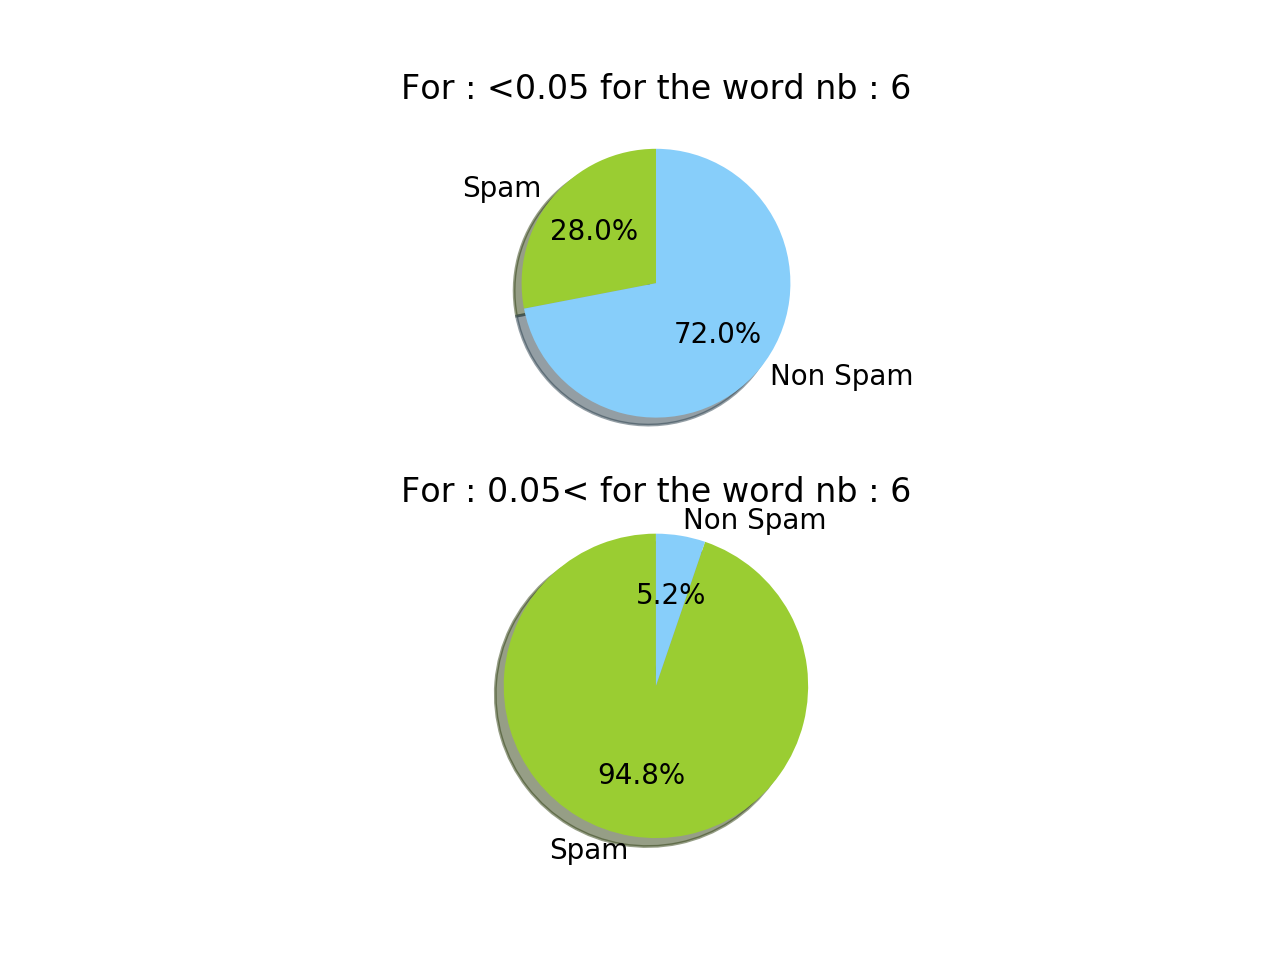 For : <0.05 for the word nb : 6
Spam
28.0%
72.0%
Non Spam
For : 0.05< for the word nb : 6
Non Spam
5.2%
94.8%
Spam